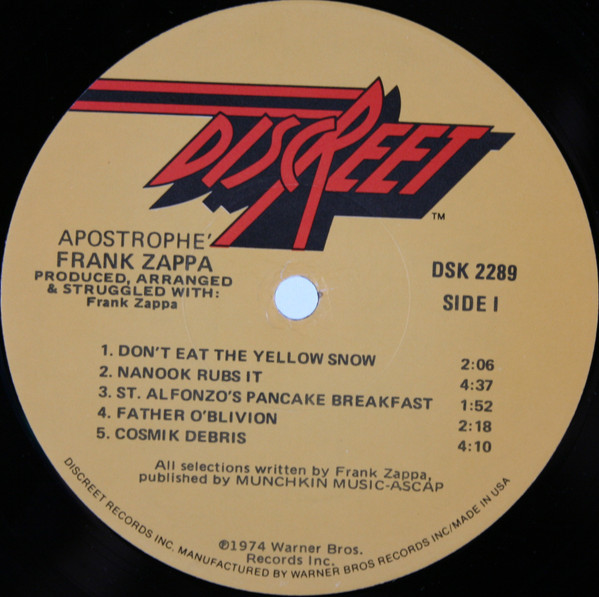 DISCREET
™
APOSTROPHE'
FRANK ZAPPA
PRODUCED, ARRANGED
& STRUGGLED WITH:
Frank Zappa
DSK 2289
SIDE I
1. DON'T EAT THE YELLOW SNOW 2:06
2. NANOOK RUBS IT 4:37
3. ST. ALFONZO'S PANCAKE BREAKFAST 1:52
4. FATHER O'BLIVION 2:18
5. COSMIK DEBRIS 4:10
All selections written by Frank Zappa,
published by MUNCHKIN MUSIC-ASCAP
℗1974 Warner Bros.
Records Inc.
DISCREET RECORDS INC. MANUFACTURED BY WARNER BROS RECORDS INC/MADE IN USA